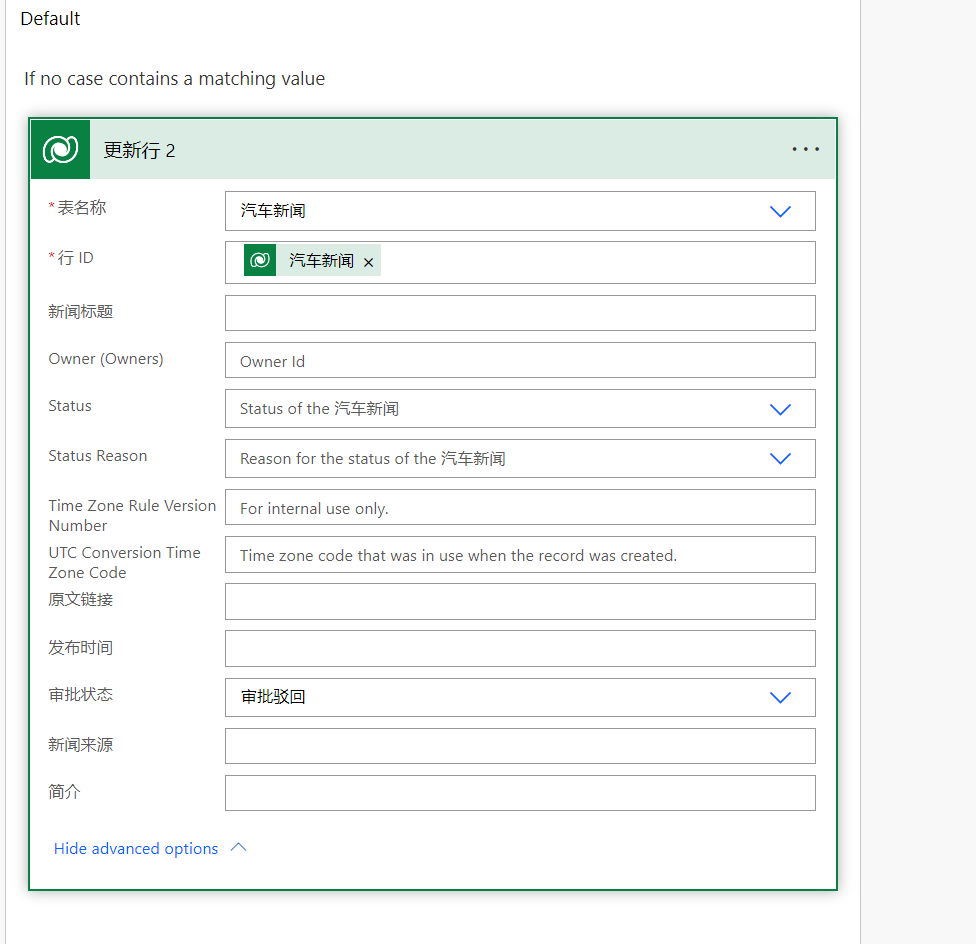 Default
If no case contains a matching value
更新行 2
* 表名称
汽车新闻
* 行 ID
汽车新闻 ×
新闻标题
Owner (Owners)
Owner Id
Status
Status of the 汽车新闻
Status Reason
Reason for the status of the 汽车新闻
Time Zone Rule Version
Number
For internal use only.
UTC Conversion Time
Zone Code
Time zone code that was in use when the record was created.
原文链接
发布时间
审批状态
审批驳回
新闻来源
简介
Hide advanced options